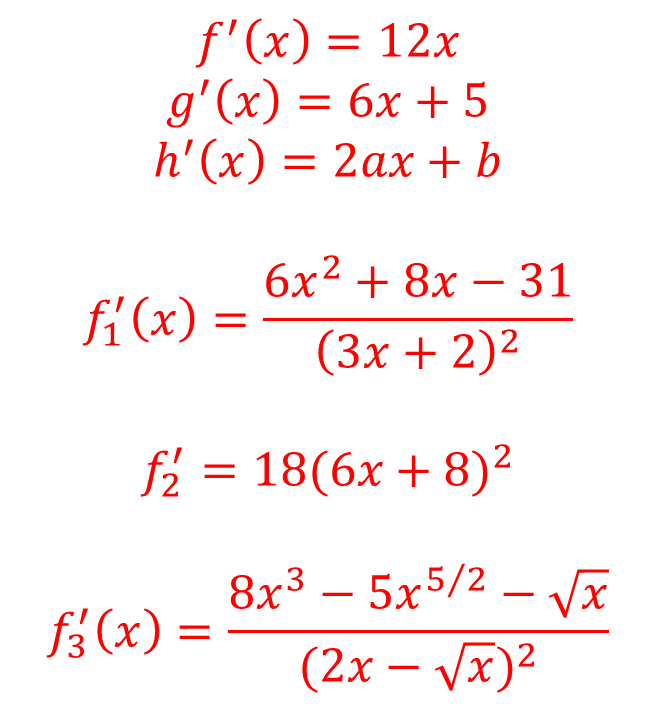 f′(x) = 12x
g′(x) = 6x + 5
h′(x) = 2ax + b
f₁′(x) = (6x² + 8x − 31)/(3x + 2)²
f₂′ = 18(6x + 8)²
f₃′(x) = (8x³ − 5x^{5/2} − √x)/(2x − √x)²